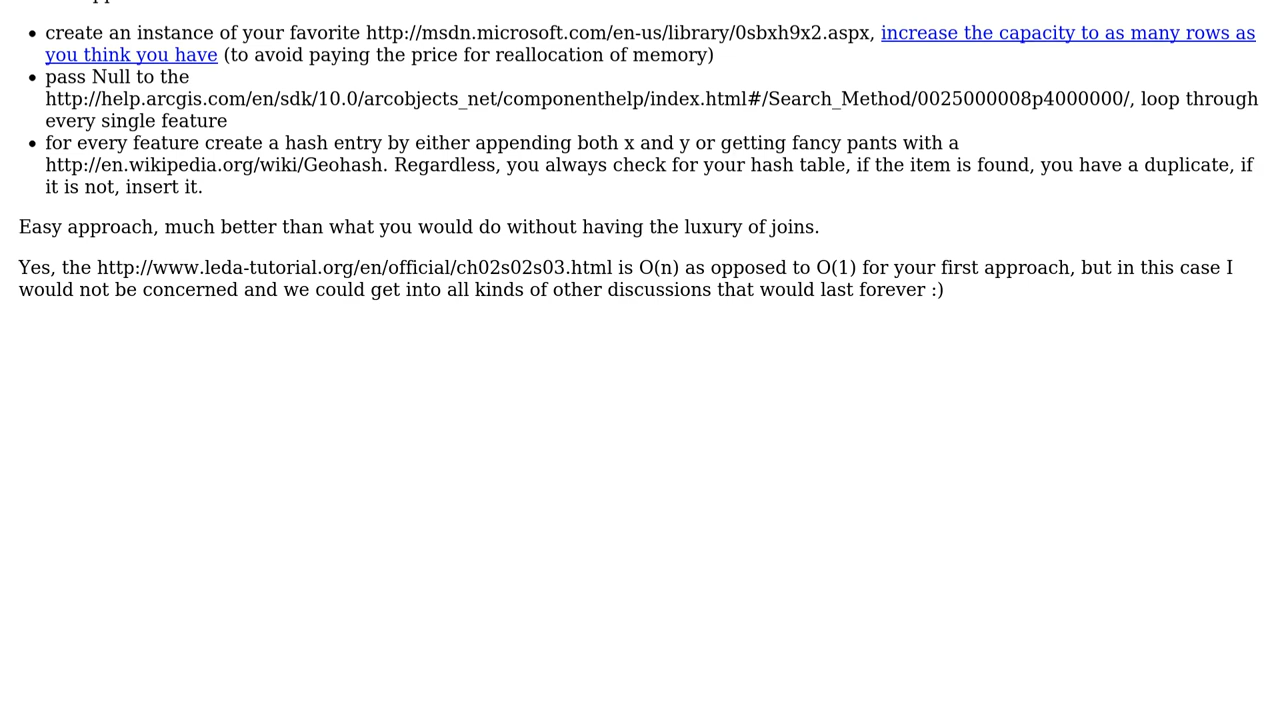 create an instance of your favorite http://msdn.microsoft.com/en-us/library/0sbxh9x2.aspx, increase the capacity to as many rows as
you think you have (to avoid paying the price for reallocation of memory)
pass Null to the
http://help.arcgis.com/en/sdk/10.0/arcobjects_net/componenthelp/index.html#/Search_Method/0025000008p4000000/, loop through
every single feature
for every feature create a hash entry by either appending both x and y or getting fancy pants with a
http://en.wikipedia.org/wiki/Geohash. Regardless, you always check for your hash table, if the item is found, you have a duplicate, if
it is not, insert it.
Easy approach, much better than what you would do without having the luxury of joins.
Yes, the http://www.leda-tutorial.org/en/official/ch02s02s03.html is O(n) as opposed to O(1) for your first approach, but in this case I
would not be concerned and we could get into all kinds of other discussions that would last forever :)